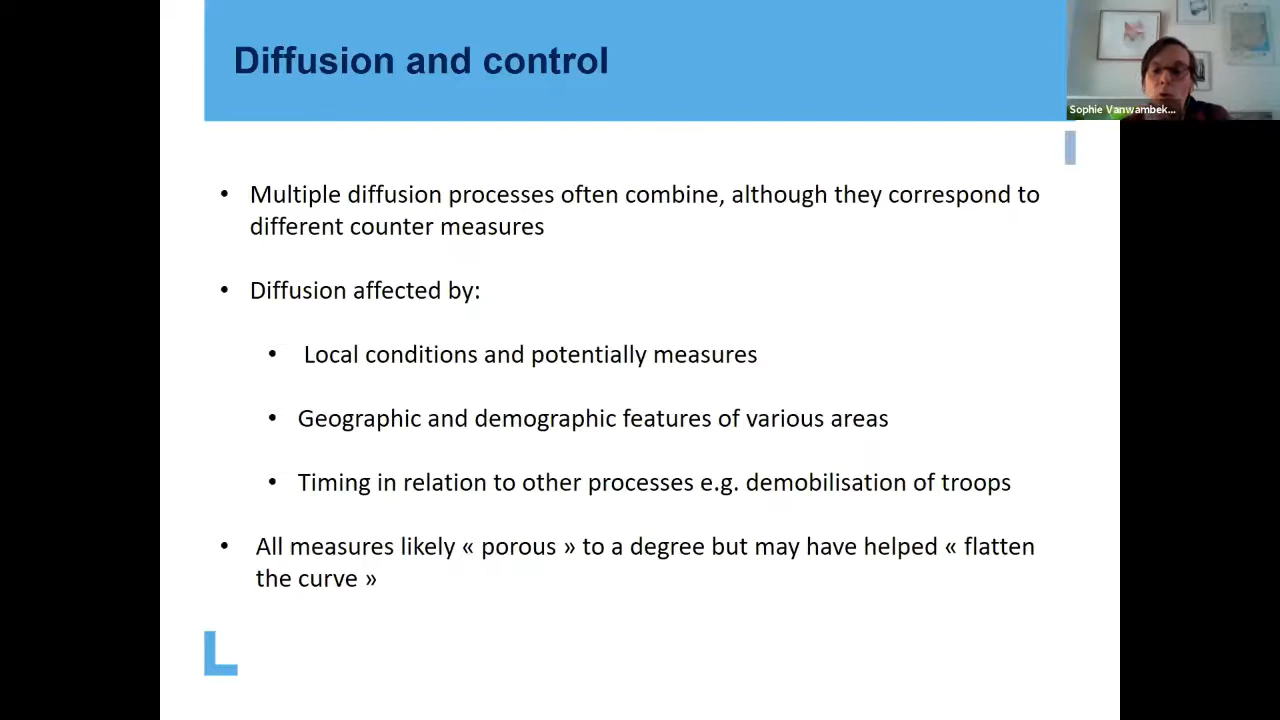 Diffusion and control
Sophie Vanwambek...
• Multiple diffusion processes often combine, although they correspond to
different counter measures
• Diffusion affected by:
• Local conditions and potentially measures
• Geographic and demographic features of various areas
• Timing in relation to other processes e.g. demobilisation of troops
• All measures likely « porous » to a degree but may have helped « flatten
the curve »